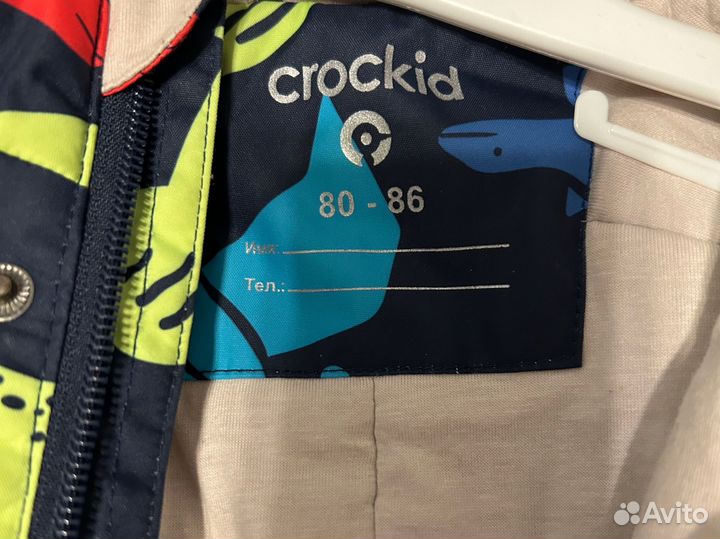 crockid
80 - 86
Имя:
Тел.:
Avito